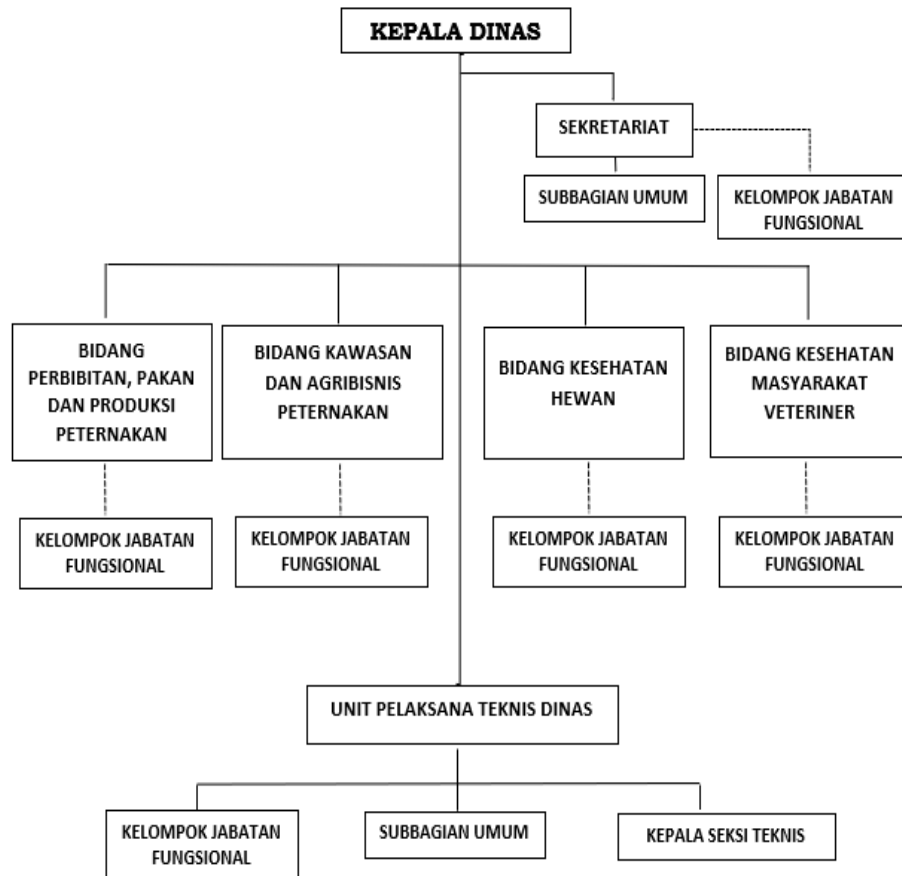 KEPALA DINAS
SEKRETARIAT
SUBBAGIAN UMUM
KELOMPOK JABATAN
FUNGSIONAL
BIDANG
PERBIBITAN, PAKAN
DAN PRODUKSI
PETERNAKAN
BIDANG KAWASAN
DAN AGRIBISNIS
PETERNAKAN
BIDANG KESEHATAN
HEWAN
BIDANG KESEHATAN
MASYARAKAT
VETERINER
KELOMPOK JABATAN
FUNGSIONAL
KELOMPOK JABATAN
FUNGSIONAL
KELOMPOK JABATAN
FUNGSIONAL
KELOMPOK JABATAN
FUNGSIONAL
UNIT PELAKSANA TEKNIS DINAS
KELOMPOK JABATAN
FUNGSIONAL
SUBBAGIAN UMUM
KEPALA SEKSI TEKNIS